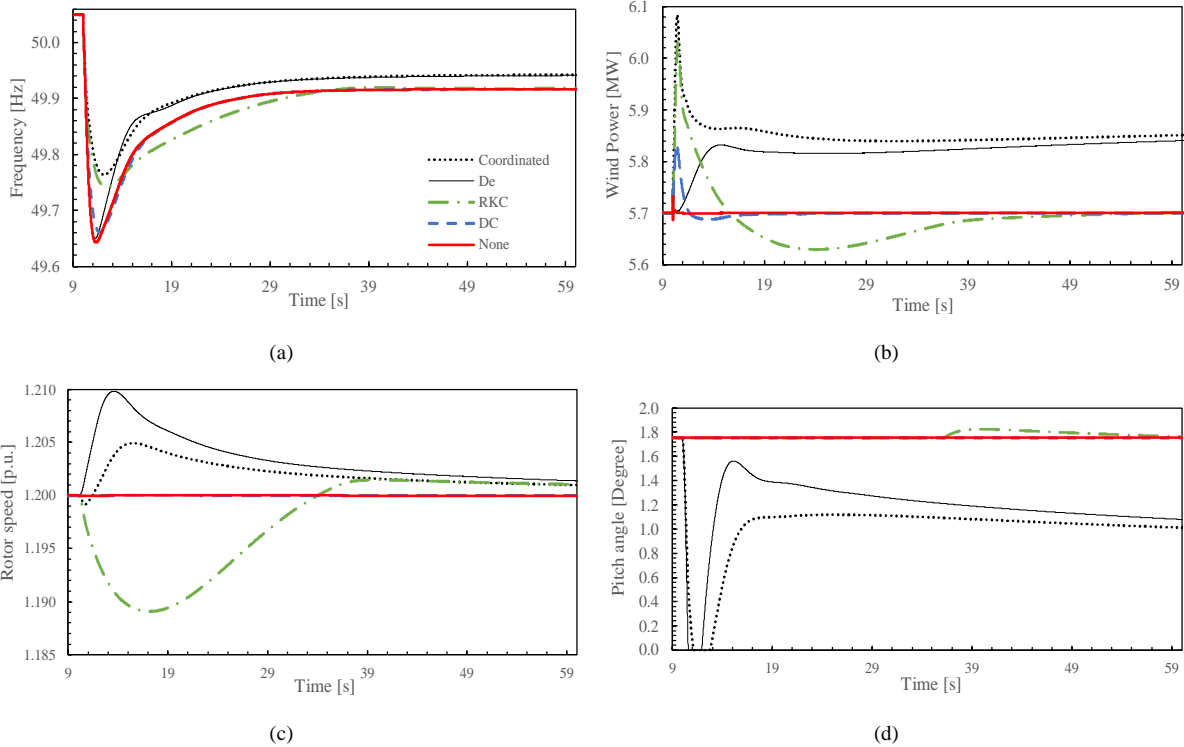 50.0
49.9
49.8
49.7
49.6
Frequency [Hz]
Coordinated
De
RKC
DC
None
9 19 29 39 49 59
Time [s]
(a)
6.1
6.0
5.9
5.8
5.7
5.6
Wind Power [MW]
9 19 29 39 49 59
Time [s]
(b)
1.210
1.205
1.200
1.195
1.190
1.185
Rotor speed [p.u.]
9 19 29 39 49 59
Time [s]
(c)
2.0
1.8
1.6
1.4
1.2
1.0
0.8
0.6
0.4
0.2
0.0
Pitch angle [Degree]
9 19 29 39 49 59
Time [s]
(d)